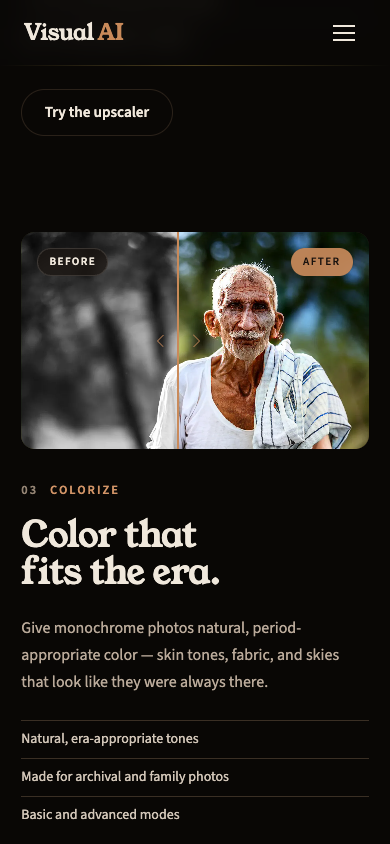 Visual AI
Try the upscaler
BEFORE
AFTER
03 COLORIZE
Color that
fits the era.
Give monochrome photos natural, period-
appropriate color — skin tones, fabric, and skies
that look like they were always there.
Natural, era-appropriate tones
Made for archival and family photos
Basic and advanced modes